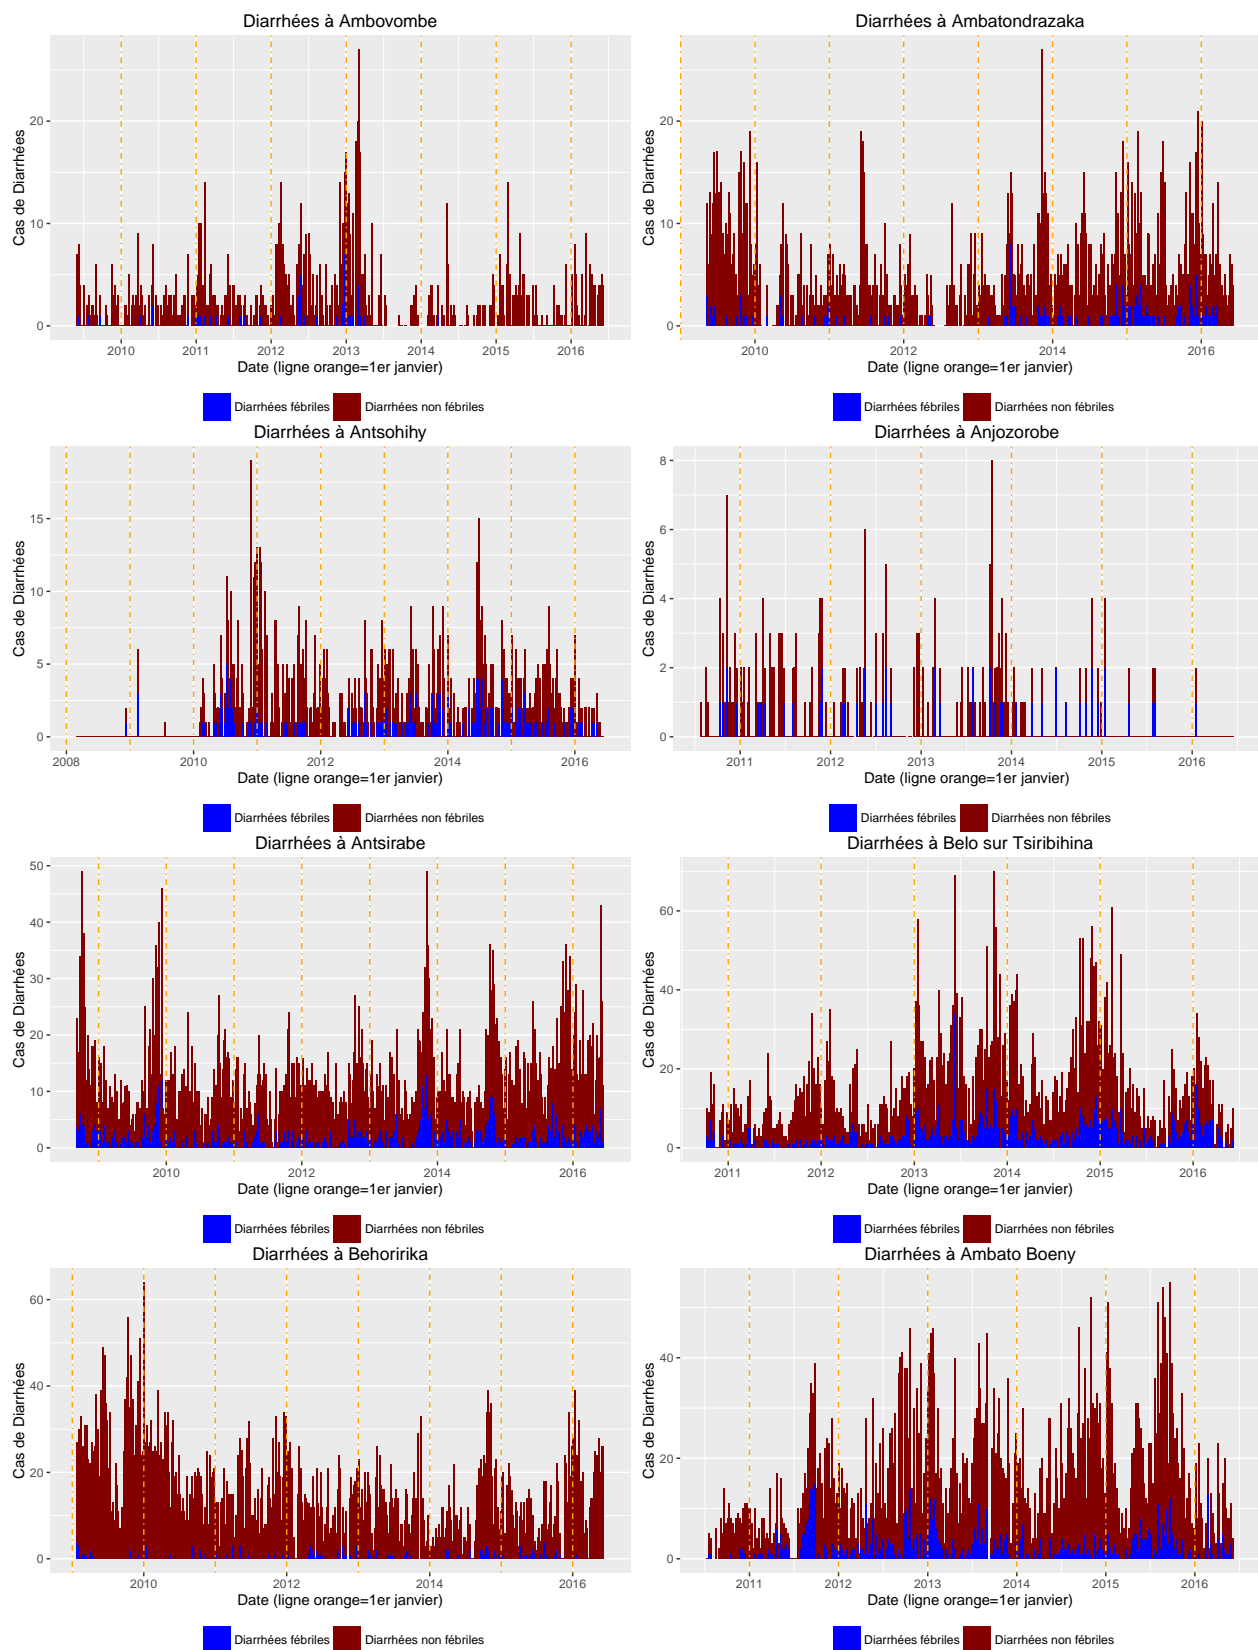 Diarrhées à Ambovombe
Cas de Diarrhées
20
10
0
2010 2011 2012 2013 2014 2015 2016
Date (ligne orange=1er janvier)
Diarrhées fébriles Diarrhées non fébriles
Diarrhées à Ambatondrazaka
Cas de Diarrhées
20
10
0
2010 2012 2014 2016
Date (ligne orange=1er janvier)
Diarrhées fébriles Diarrhées non fébriles
Diarrhées à Antsohihy
Cas de Diarrhées
15
10
5
0
2008 2010 2012 2014 2016
Date (ligne orange=1er janvier)
Diarrhées fébriles Diarrhées non fébriles
Diarrhées à Anjozorobe
Cas de Diarrhées
8
6
4
2
0
2011 2012 2013 2014 2015 2016
Date (ligne orange=1er janvier)
Diarrhées fébriles Diarrhées non fébriles
Diarrhées à Antsirabe
Cas de Diarrhées
50
40
30
20
10
0
2010 2012 2014 2016
Date (ligne orange=1er janvier)
Diarrhées fébriles Diarrhées non fébriles
Diarrhées à Belo sur Tsiribihina
Cas de Diarrhées
60
40
20
0
2011 2012 2013 2014 2015 2016
Date (ligne orange=1er janvier)
Diarrhées fébriles Diarrhées non fébriles
Diarrhées à Behoririka
Cas de Diarrhées
60
40
20
0
2010 2012 2014 2016
Date (ligne orange=1er janvier)
Diarrhées fébriles Diarrhées non fébriles
Diarrhées à Ambato Boeny
Cas de Diarrhées
40
20
0
2011 2012 2013 2014 2015 2016
Date (ligne orange=1er janvier)
Diarrhées fébriles Diarrhées non fébriles